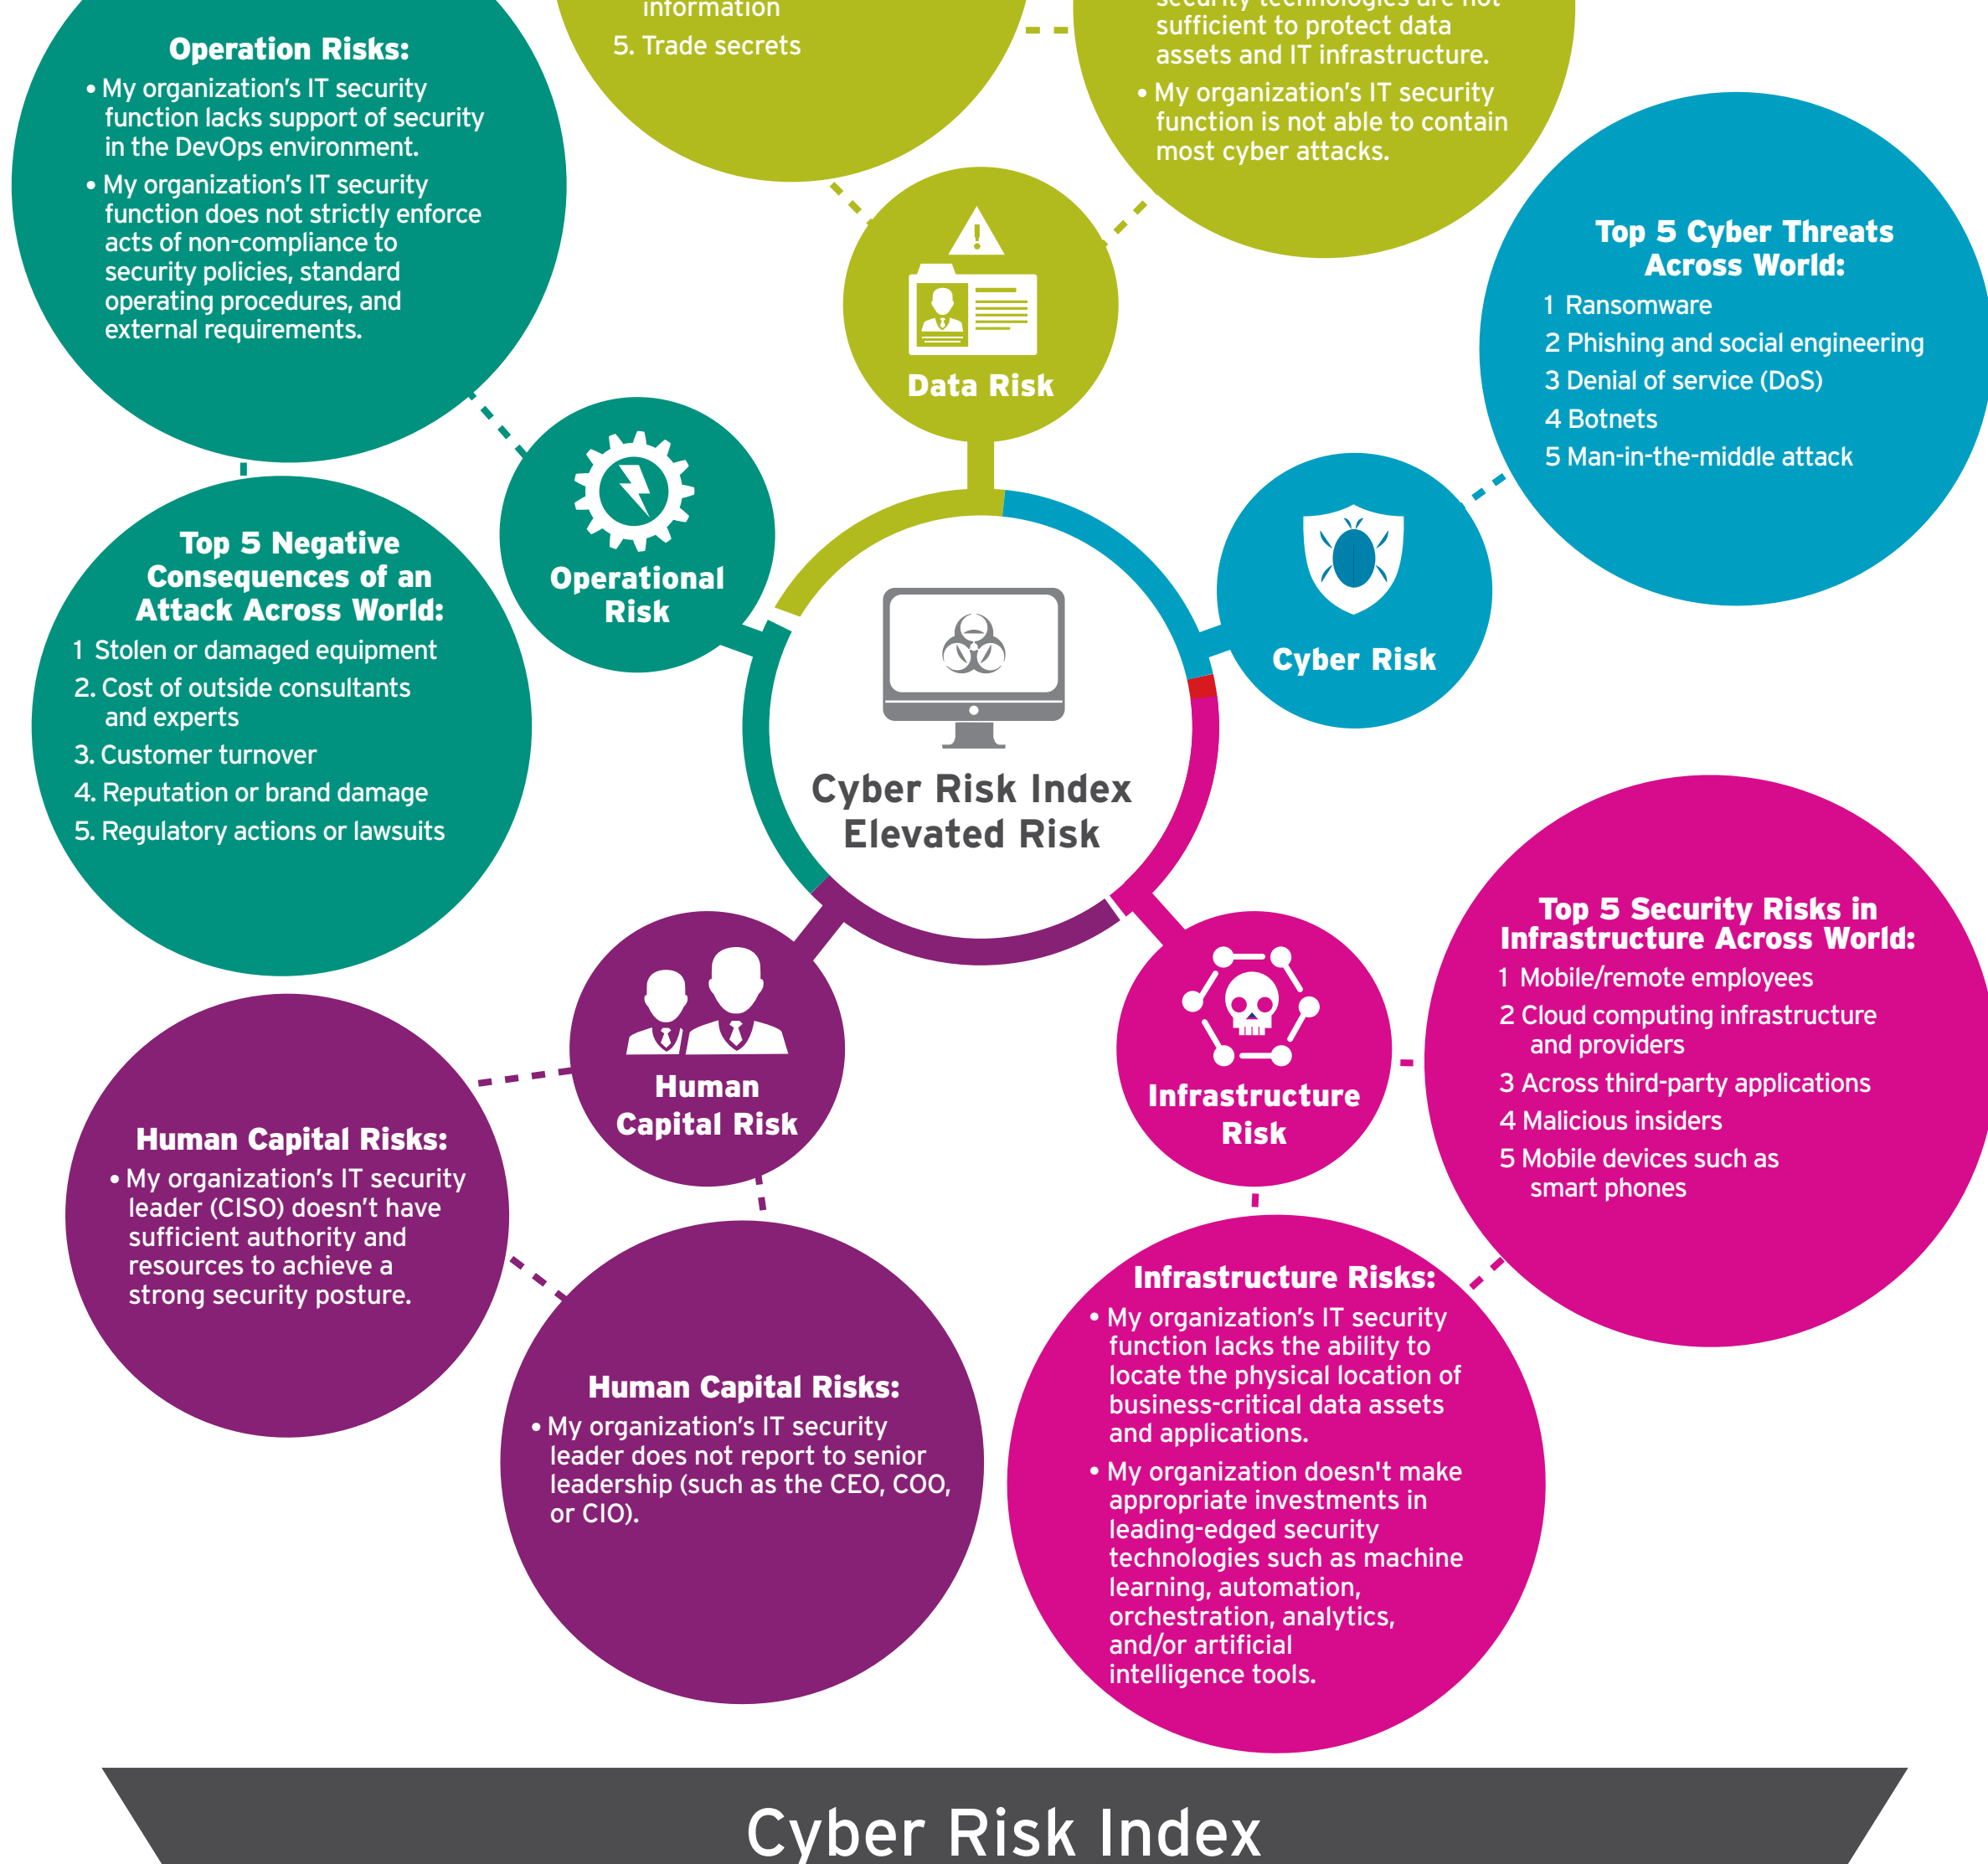 Operation Risks:
• My organization's IT security
function lacks support of security
in the DevOps environment.
• My organization's IT security
function does not strictly enforce
acts of non-compliance to
security policies, standard
operating procedures, and
external requirements.
information
5. Trade secrets
security technologies are not
sufficient to protect data
assets and IT infrastructure.
• My organization's IT security
function is not able to contain
most cyber attacks.
Data Risk
Top 5 Cyber Threats
Across World:
1 Ransomware
2 Phishing and social engineering
3 Denial of service (DoS)
4 Botnets
5 Man-in-the-middle attack
Operational
Risk
Cyber Risk
Top 5 Negative
Consequences of an
Attack Across World:
1 Stolen or damaged equipment
2. Cost of outside consultants
and experts
3. Customer turnover
4. Reputation or brand damage
5. Regulatory actions or lawsuits
Cyber Risk Index
Elevated Risk
Human
Capital Risk
Infrastructure
Risk
Top 5 Security Risks in
Infrastructure Across World:
1 Mobile/remote employees
2 Cloud computing infrastructure
and providers
3 Across third-party applications
4 Malicious insiders
5 Mobile devices such as
smart phones
Human Capital Risks:
• My organization's IT security
leader (CISO) doesn't have
sufficient authority and
resources to achieve a
strong security posture.
Human Capital Risks:
• My organization's IT security
leader does not report to senior
leadership (such as the CEO, COO,
or CIO).
Infrastructure Risks:
• My organization's IT security
function lacks the ability to
locate the physical location of
business-critical data assets
and applications.
• My organization doesn't make
appropriate investments in
leading-edged security
technologies such as machine
learning, automation,
orchestration, analytics,
and/or artificial
intelligence tools.
Cyber Risk Index